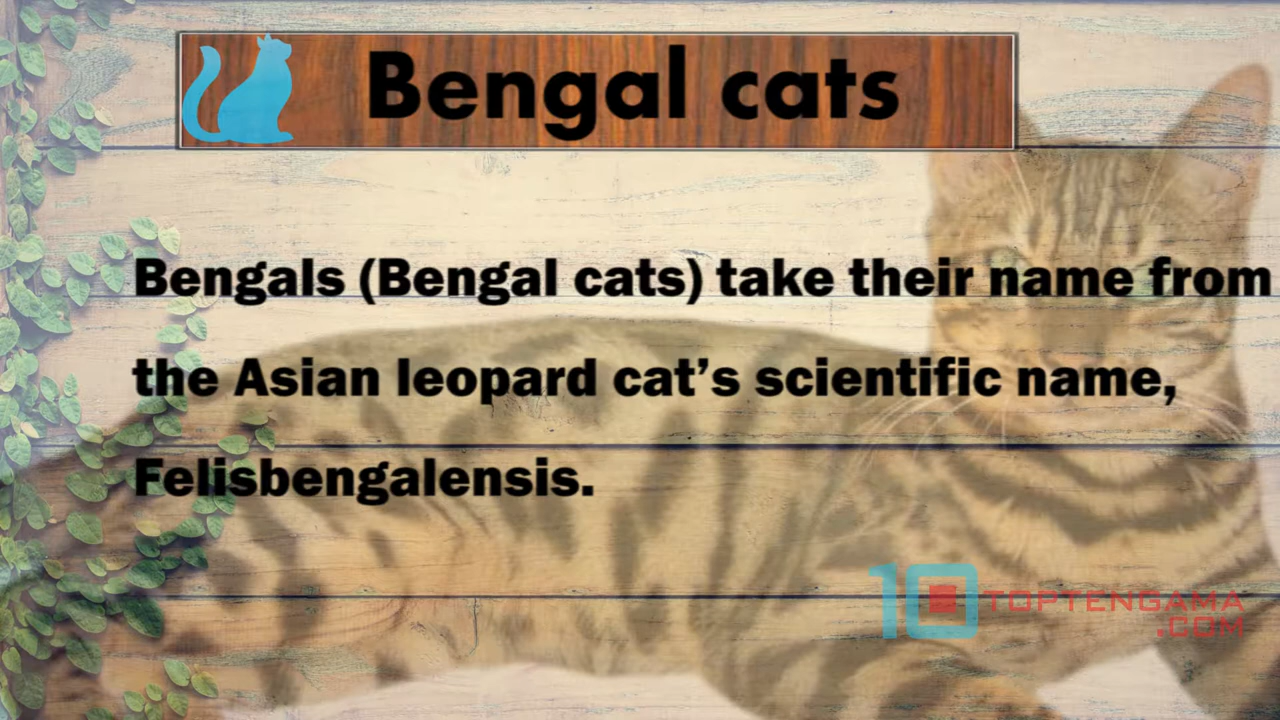 Bengal cats
Bengals (Bengal cats) take their name from
the Asian leopard cat’s scientific name,
Felisbengalensis.
10 TOPTENGAMA
.COM